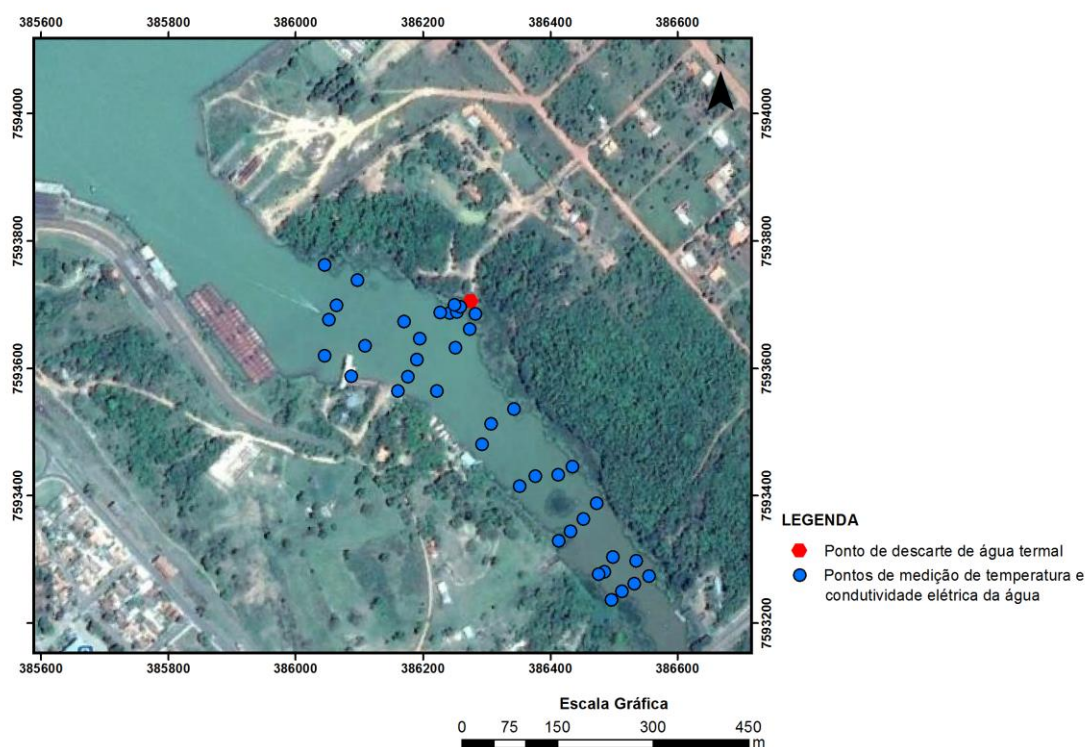 385600 385800 386000 386200 386400 386600
7594000 7594000
N
7593800 7593800
7593600 7593600
7593400 7593400
7593200 7593200
385600 385800 386000 386200 386400 386600
LEGENDA
Ponto de descarte de água termal
Pontos de medição de temperatura e
condutividade elétrica da água
Escala Gráfica
0 75 150 300 450
m